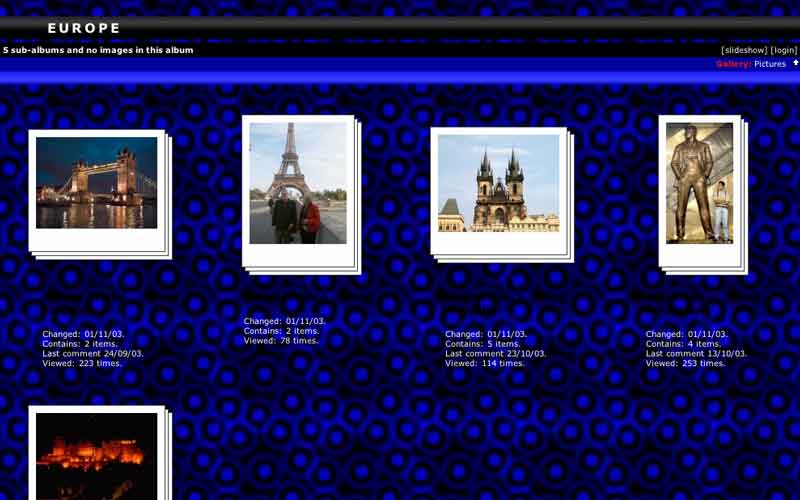 EUROPE
5 sub-albums and no images in this album
[slideshow] [login]
Gallery: Pictures
Changed: 01/11/03.
Contains: 2 items.
Last comment 24/09/03.
Viewed: 223 times.
Changed: 01/11/03.
Contains: 2 items.
Viewed: 78 times.
Changed: 01/11/03.
Contains: 5 items.
Last comment 23/10/03.
Viewed: 114 times.
Changed: 01/11/03.
Contains: 4 items.
Last comment 13/10/03.
Viewed: 253 times.